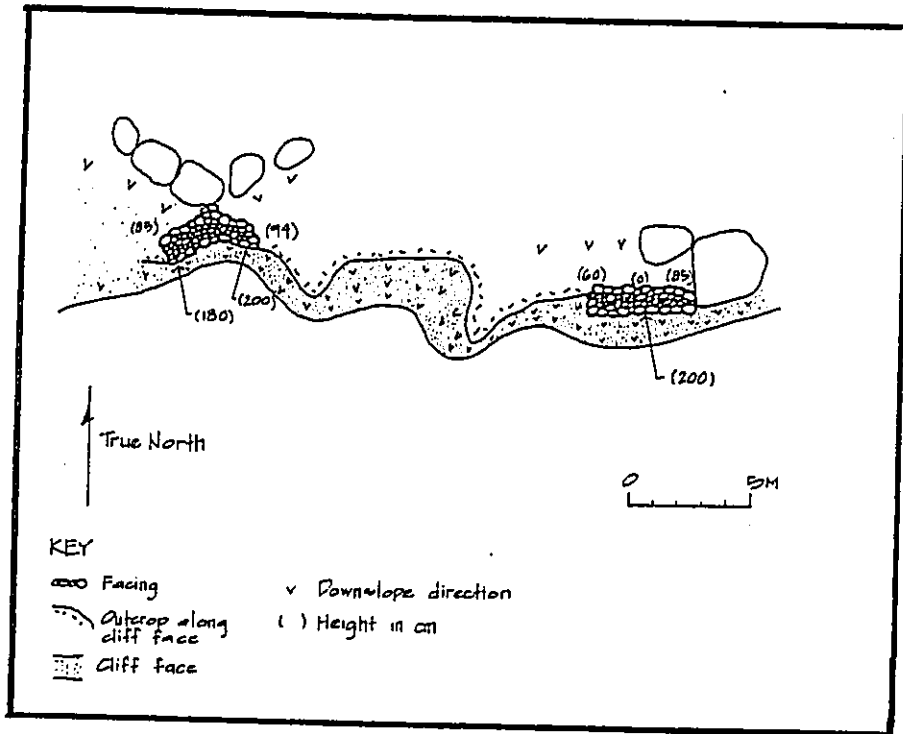 (85)
(94)
(180)
(200)
(60)
(0)
(85)
(200)
True North
0
5M
KEY
Facing
Outcrop along
cliff face
Cliff face
v Downslope direction
( ) Height in cm